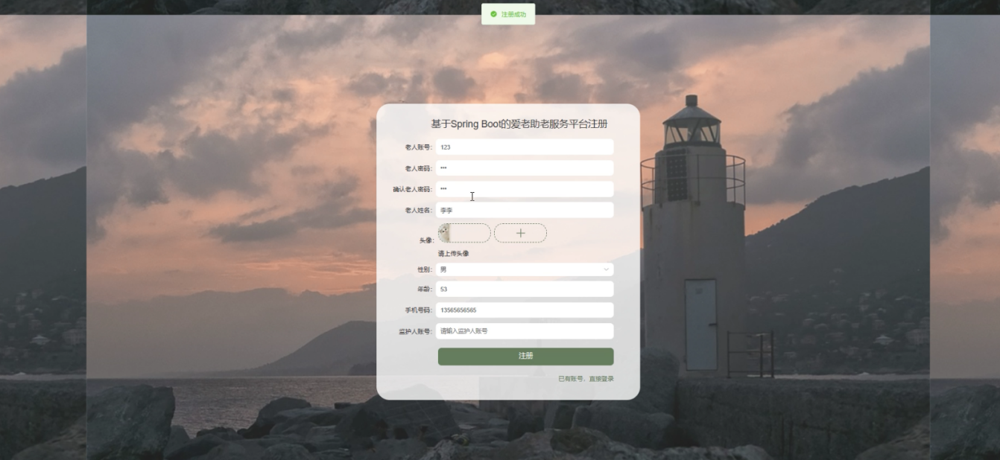 注册成功
基于Spring Boot的爱老助老服务平台注册
老人账号: 123
老人密码: •••
确认老人密码: •••
老人姓名: 季季
头像:
请上传头像
性别: 男
年龄: 53
手机号码: 13565656565
监护人账号: 请输入监护人账号
注册
已有账号，直接登录